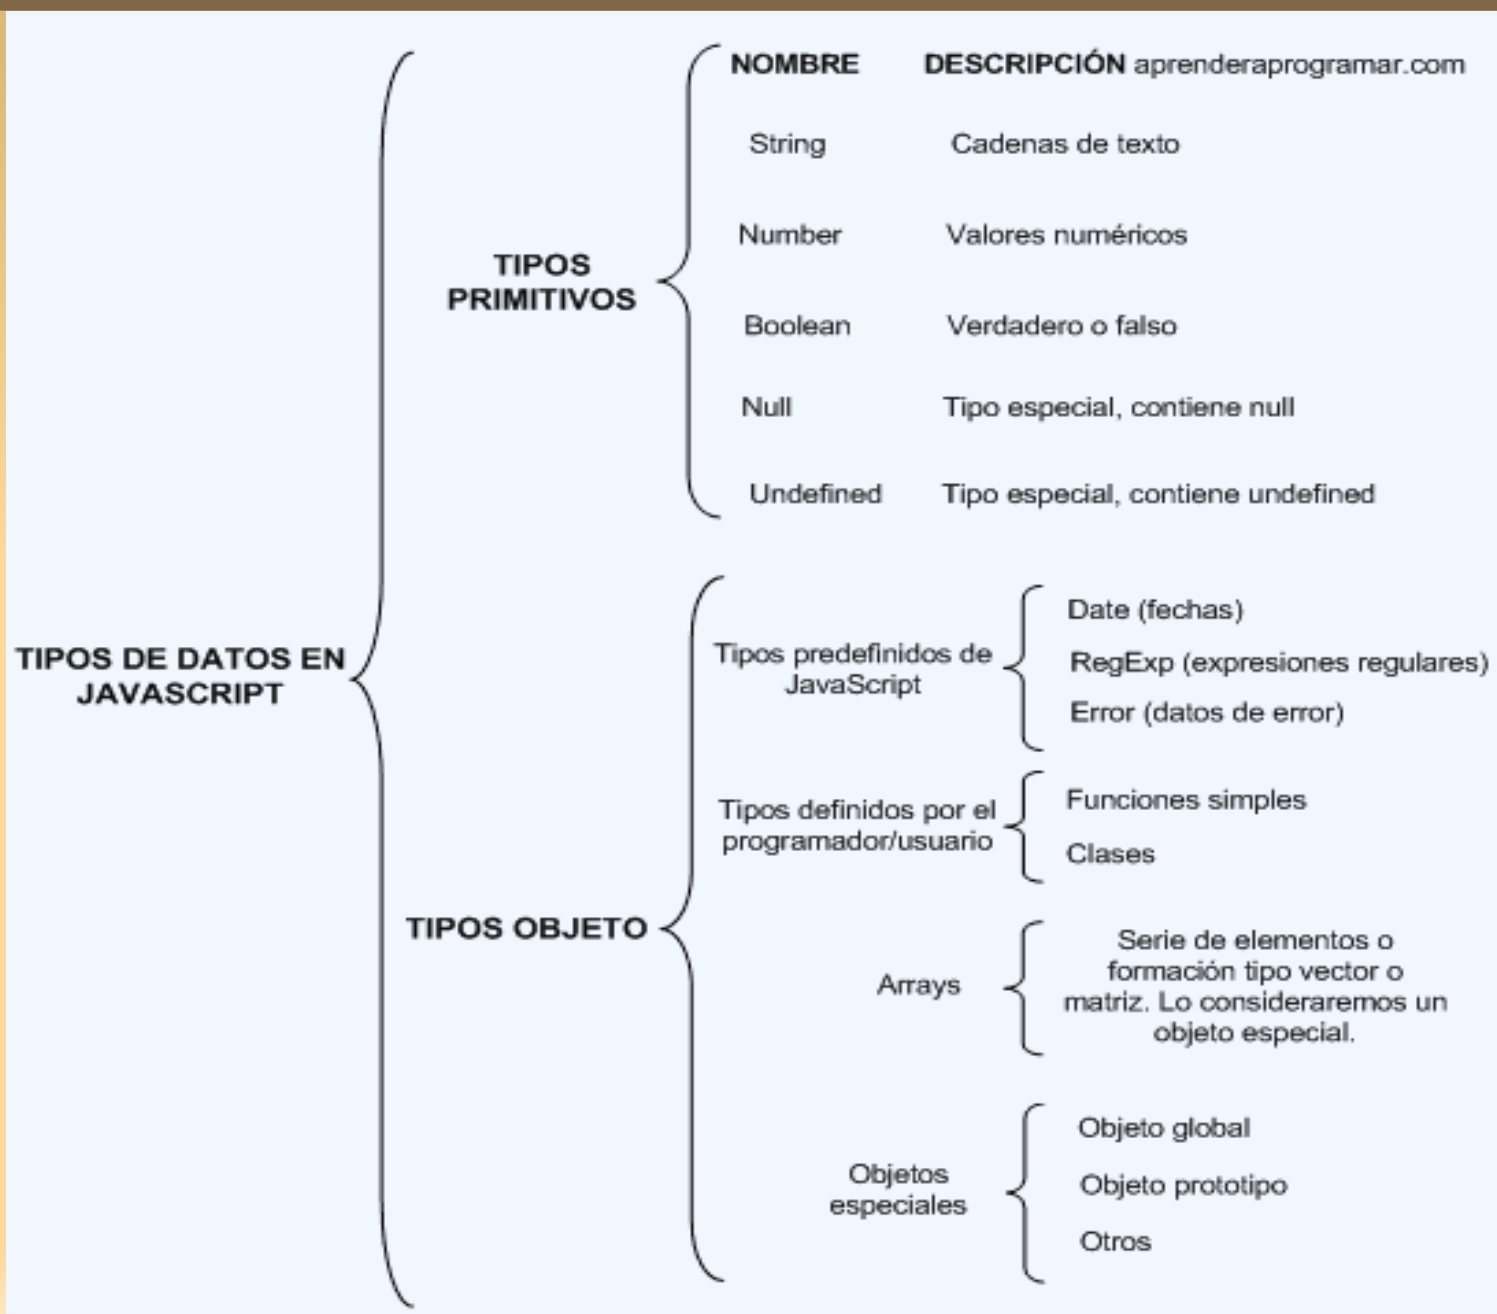 NOMBRE DESCRIPCIÓN aprenderaprogramar.com
String Cadenas de texto
Number Valores numéricos
TIPOS
PRIMITIVOS
Boolean Verdadero o falso
Null Tipo especial, contiene null
Undefined Tipo especial, contiene undefined
TIPOS DE DATOS EN
JAVASCRIPT
TIPOS OBJETO
Tipos predefinidos de
JavaScript
Date (fechas)
RegExp (expresiones regulares)
Error (datos de error)
Tipos definidos por el
programador/usuario
Funciones simples
Clases
Arrays
Serie de elementos o
formación tipo vector o
matriz. Lo consideraremos un
objeto especial.
Objetos
especiales
Objeto global
Objeto prototipo
Otros